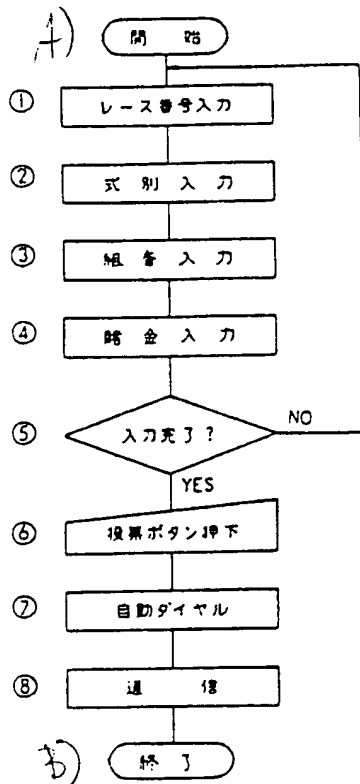 A)
開始
① レース番号入力
② 式別入力
③ 組番入力
④ 賭金入力
⑤ 入力完了?
NO
YES
⑥ 投票ボタン押下
⑦ 自動ダイヤル
⑧ 通信
B)
終了